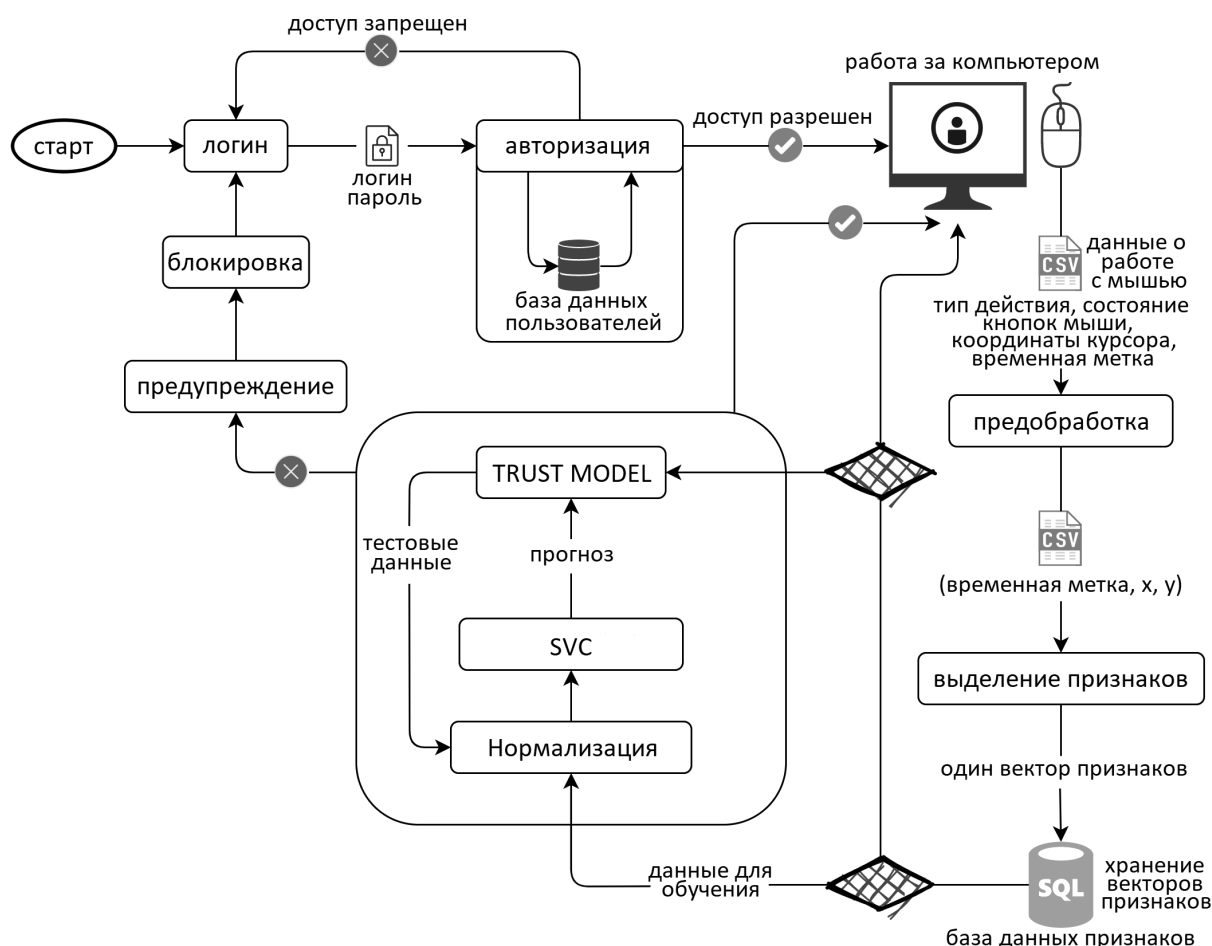 доступ запрещен
работа за компьютером
доступ разрешен
старт
логин
авторизация
логин
пароль
блокировка
база данных
пользователей
CSV
данные о
работе
с мышью
тип действия, состояние
кнопок мыши,
координаты курсора,
временная метка
предупреждение
предобработка
TRUST MODEL
тестовые
данные
прогноз
CSV
(временная метка, x, y)
SVC
выделение признаков
Нормализация
один вектор признаков
данные для
обучения
SQL
хранение
векторов
признаков
база данных признаков